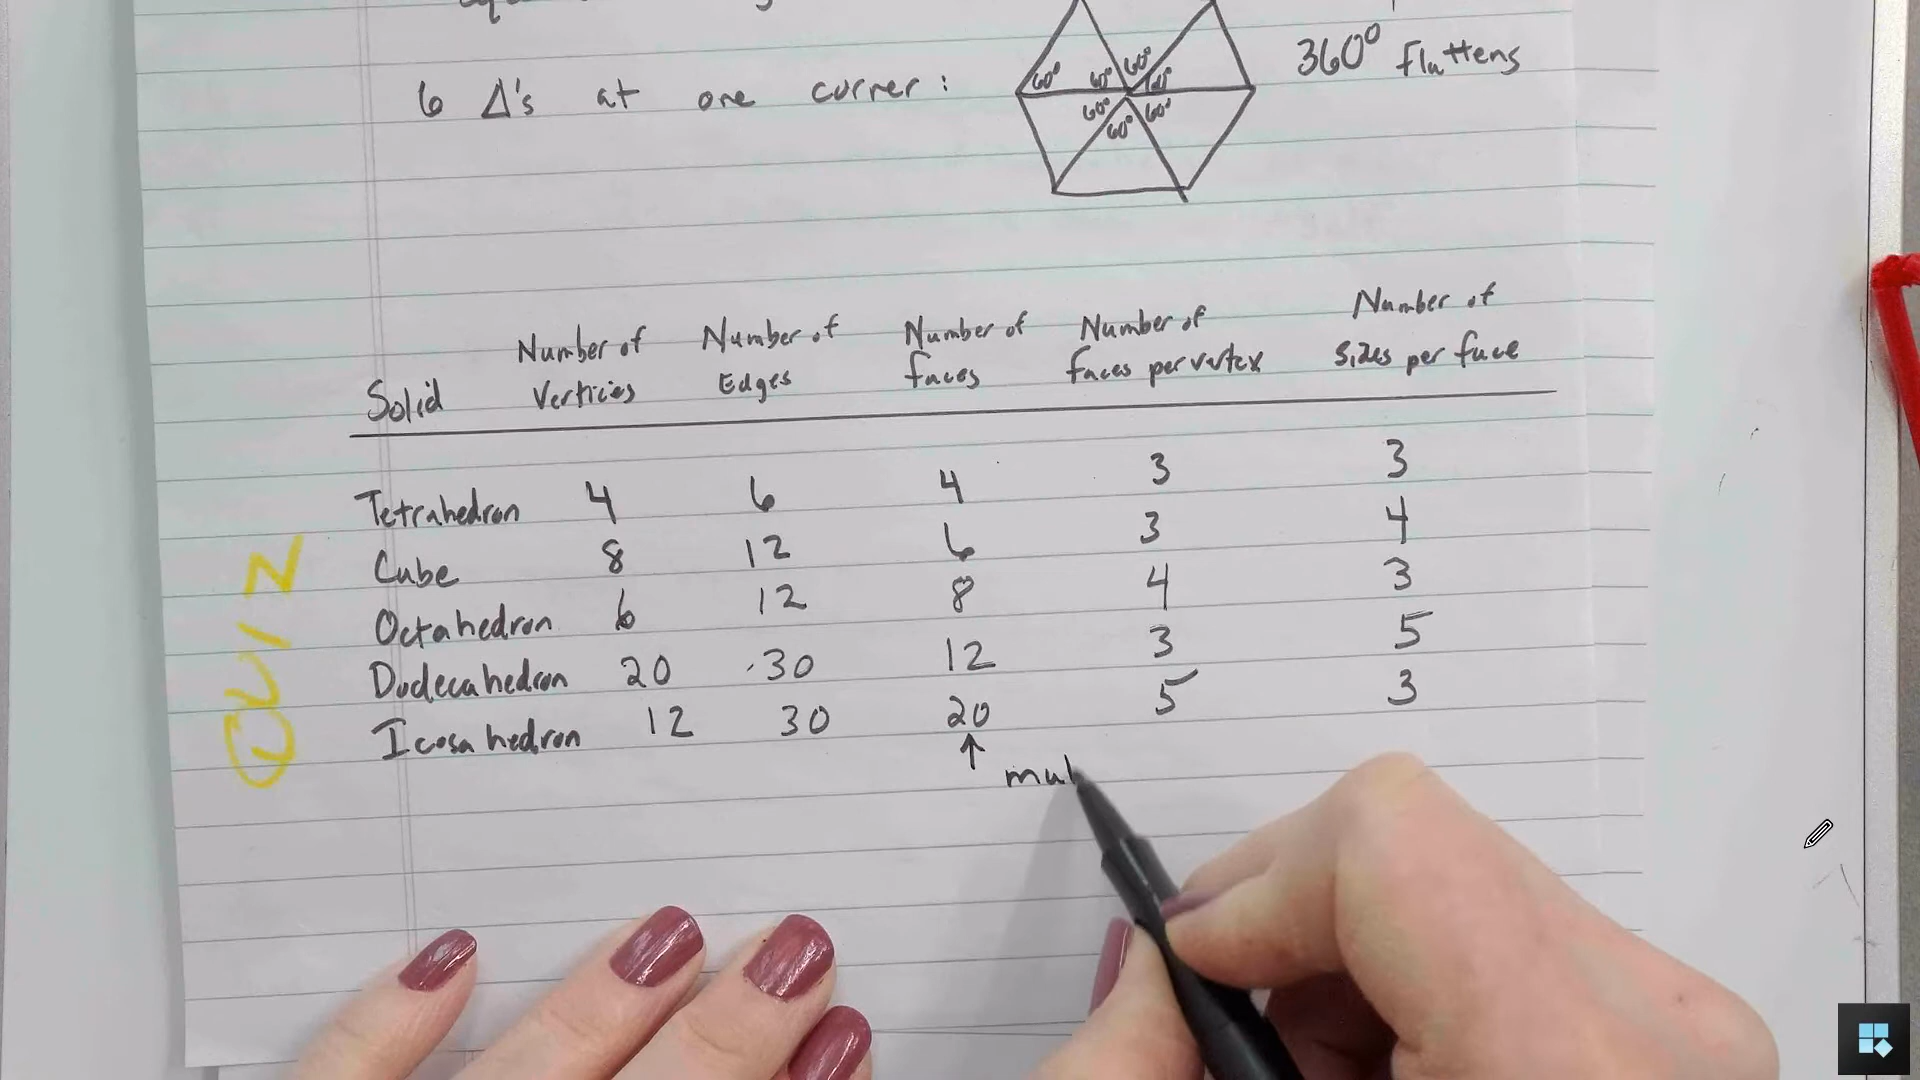 6 Δ's at one corner: 60° 60° 60° 60° 60° 60° 60° 360° flattens
Solid Number of Verticies Number of Edges Number of faces Number of faces per vertex Number of sides per face
Tetrahedron 4 6 4 3 3
Cube 8 12 6 3 4
Octahedron 6 12 8 4 3
Dodecahedron 20 30 12 3 5
Icosahedron 12 30 20 5 3
↑ mul
QUIZ